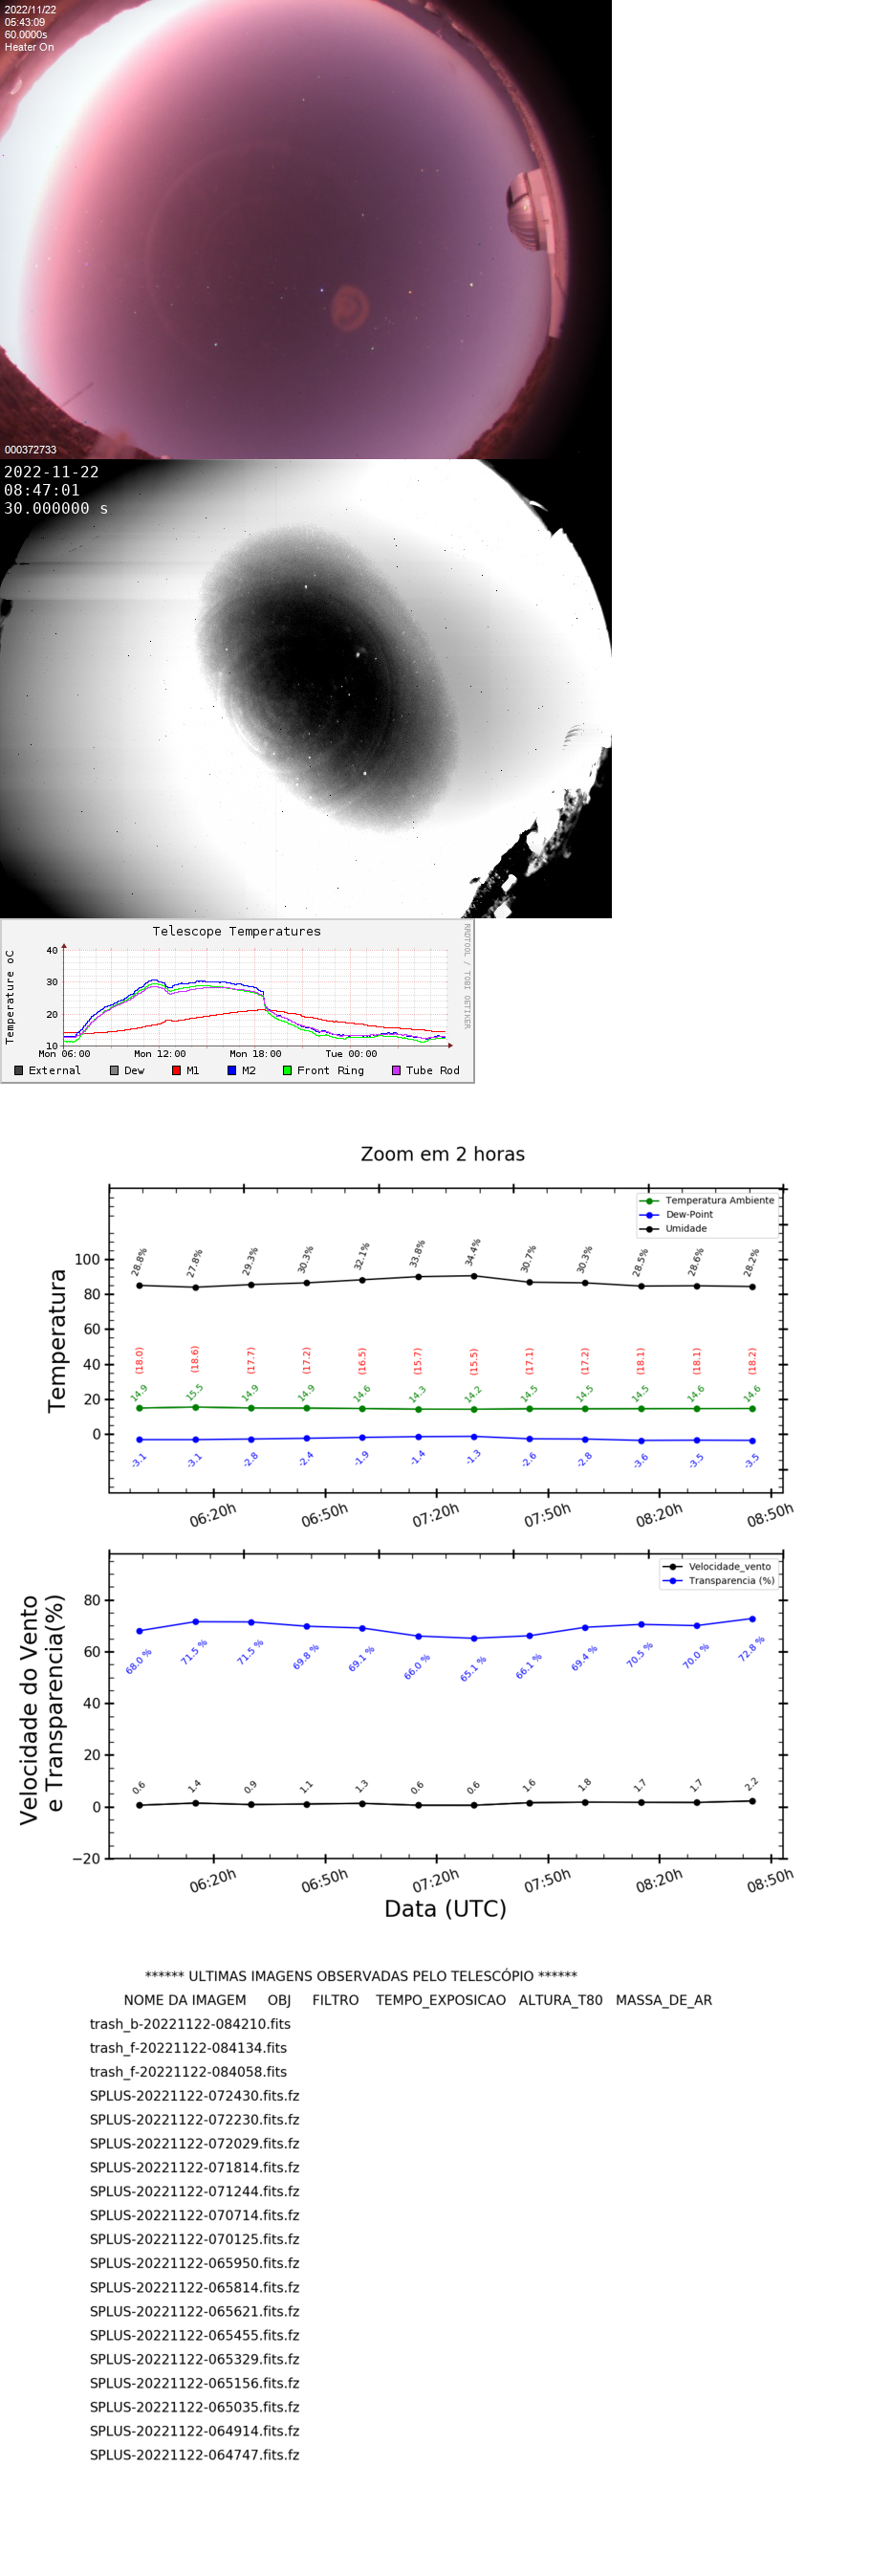 2022/11/22
05:43:09
60.0000s
Heater On
000372733
2022-11-22
08:47:01
30.000000 s
Telescope Temperatures
RRDTOOL / TOBI OETIKER
Temperature oC
40
30
20
10
Mon 06:00 Mon 12:00 Mon 18:00 Tue 00:00
External Dew M1 M2 Front Ring Tube Rod
Zoom em 2 horas
Temperatura Ambiente
Dew-Point
Umidade
Temperatura
100
80
60
40
20
0
28.8% 27.8% 29.3% 30.3% 32.1% 33.8% 34.4% 30.7% 30.3% 28.5% 28.6% 28.2%
(18.0) (18.6) (17.7) (17.2) (16.5) (15.7) (15.5) (17.1) (17.2) (18.1) (18.1) (18.2)
14.9 15.5 14.9 14.9 14.6 14.3 14.2 14.5 14.5 14.5 14.6 14.6
-3.1 -3.1 -2.8 -2.4 -1.9 -1.4 -1.3 -2.6 -2.8 -3.6 -3.5 -3.5
06:20h 06:50h 07:20h 07:50h 08:20h 08:50h
Velocidade_vento
Transparencia (%)
Velocidade do Vento
e Transparencia(%)
80
60
40
20
0
−20
68.0 % 71.5 % 71.5 % 69.8 % 69.1 % 66.0 % 65.1 % 66.1 % 69.4 % 70.5 % 70.0 % 72.8 %
0.6 1.4 0.9 1.1 1.3 0.6 0.6 1.6 1.8 1.7 1.7 2.2
06:20h 06:50h 07:20h 07:50h 08:20h 08:50h
Data (UTC)
****** ULTIMAS IMAGENS OBSERVADAS PELO TELESCÓPIO ******
NOME DA IMAGEM OBJ FILTRO TEMPO_EXPOSICAO ALTURA_T80 MASSA_DE_AR
trash_b-20221122-084210.fits
trash_f-20221122-084134.fits
trash_f-20221122-084058.fits
SPLUS-20221122-072430.fits.fz
SPLUS-20221122-072230.fits.fz
SPLUS-20221122-072029.fits.fz
SPLUS-20221122-071814.fits.fz
SPLUS-20221122-071244.fits.fz
SPLUS-20221122-070714.fits.fz
SPLUS-20221122-070125.fits.fz
SPLUS-20221122-065950.fits.fz
SPLUS-20221122-065814.fits.fz
SPLUS-20221122-065621.fits.fz
SPLUS-20221122-065455.fits.fz
SPLUS-20221122-065329.fits.fz
SPLUS-20221122-065156.fits.fz
SPLUS-20221122-065035.fits.fz
SPLUS-20221122-064914.fits.fz
SPLUS-20221122-064747.fits.fz